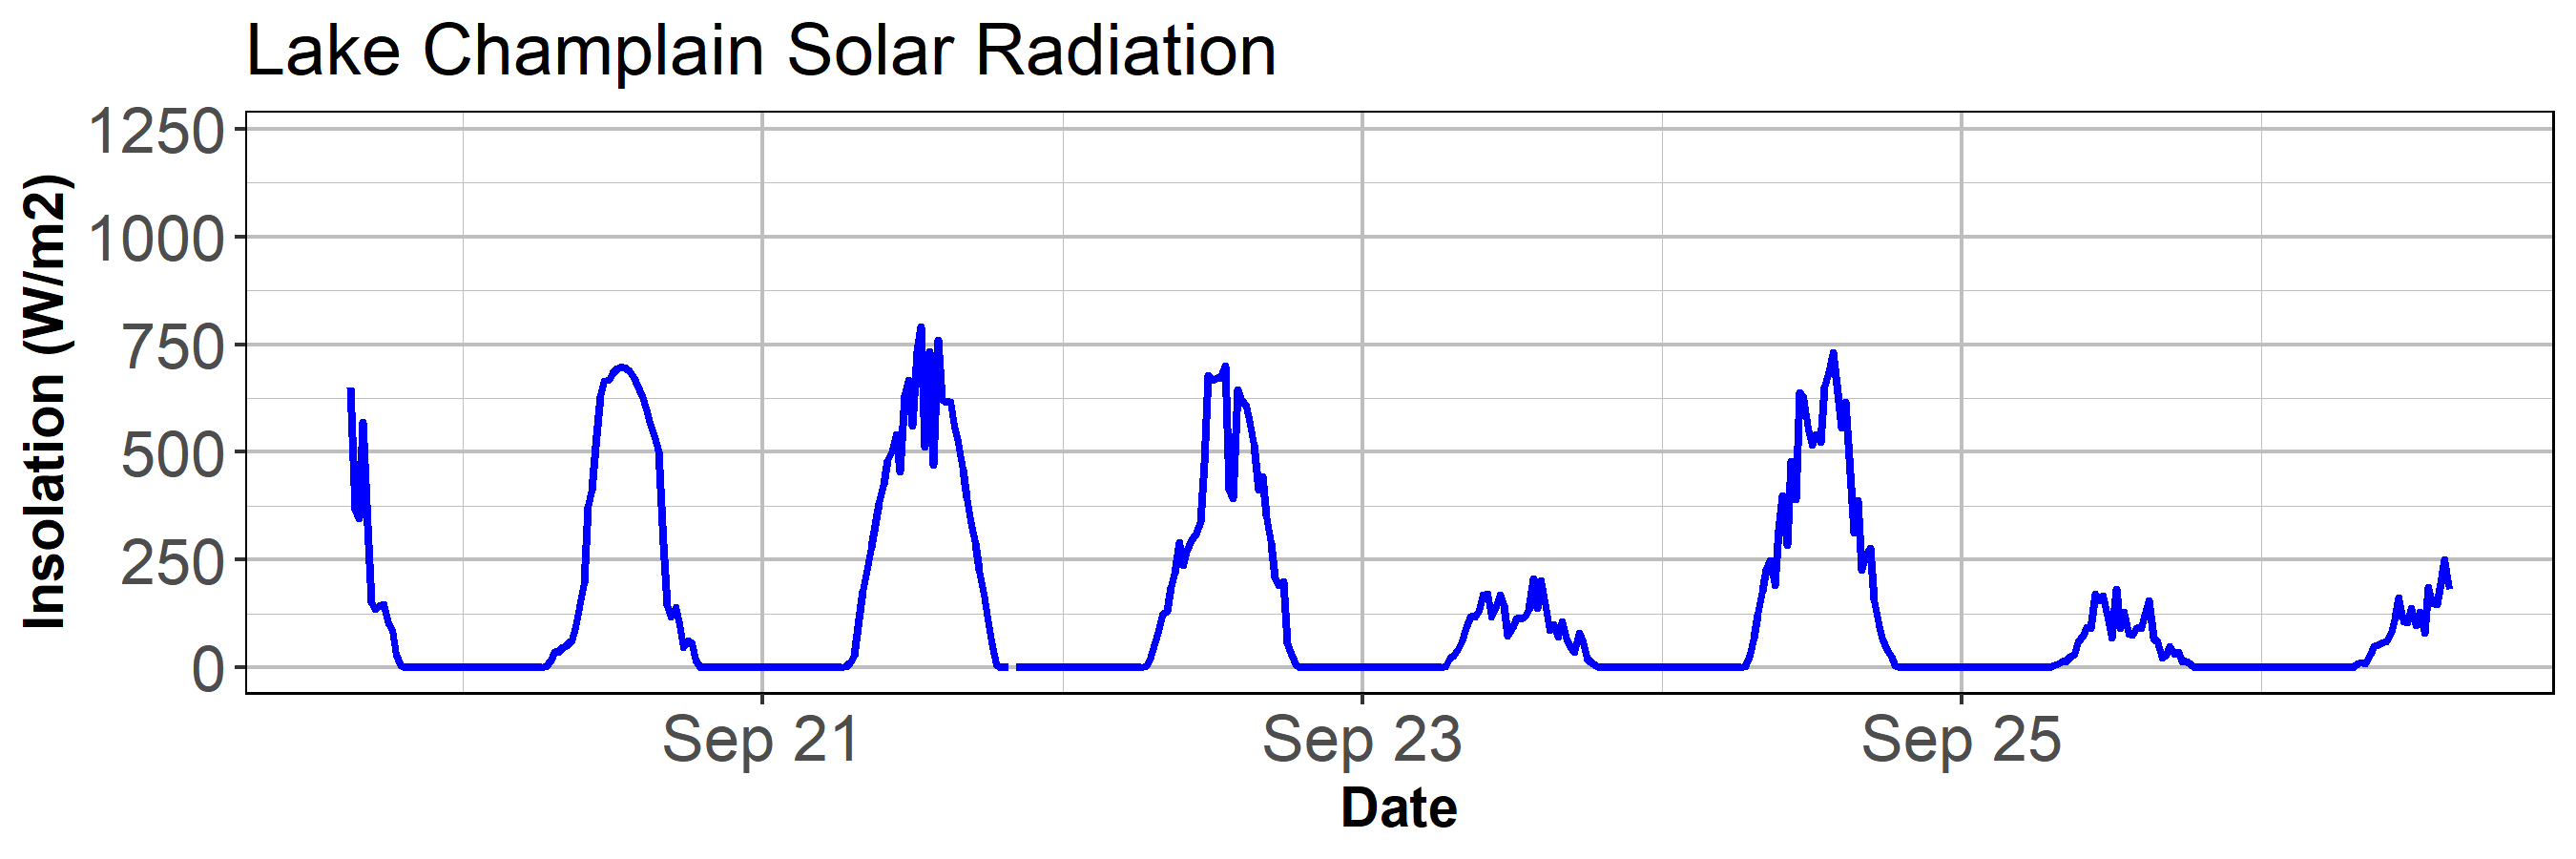 Lake Champlain Solar Radiation
1250
1000
750
500
250
0
Insolation (W/m2)
Sep 21
Sep 23
Sep 25
Date